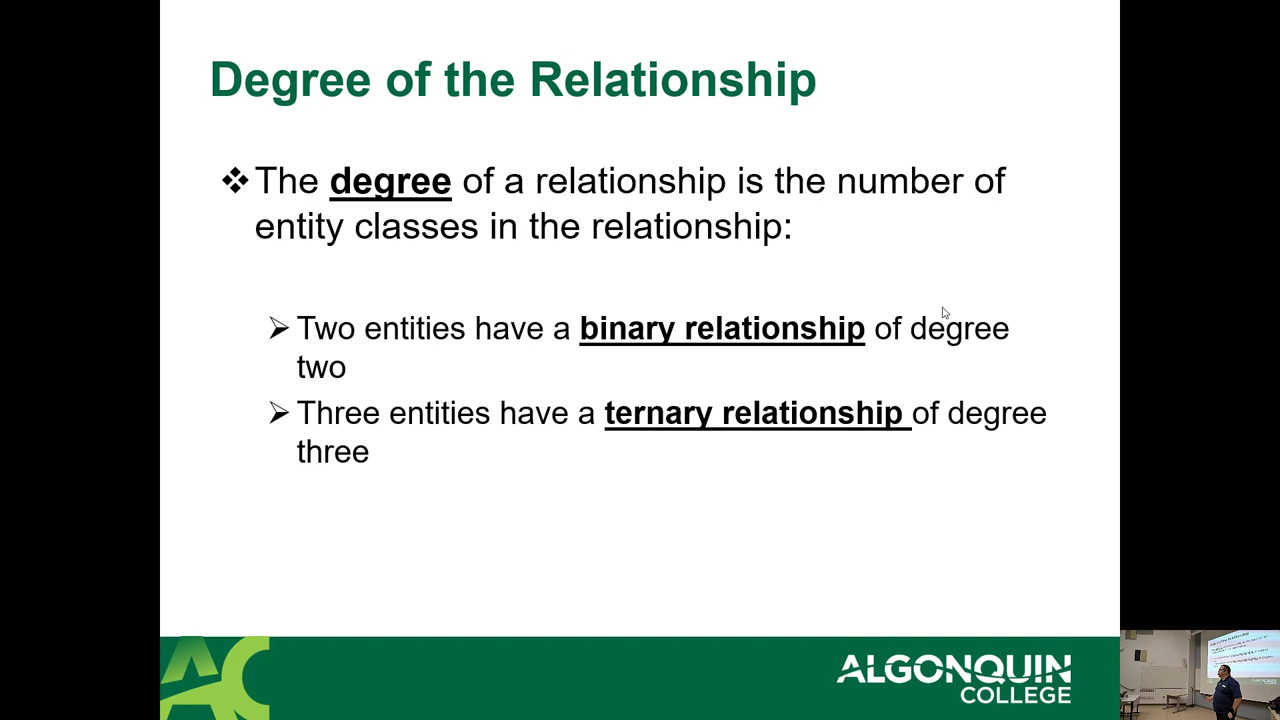 Degree of the Relationship
❖ The degree of a relationship is the number of
entity classes in the relationship:
➢ Two entities have a binary relationship of degree
two
➢ Three entities have a ternary relationship of degree
three
AC
ALGONQUIN
COLLEGE